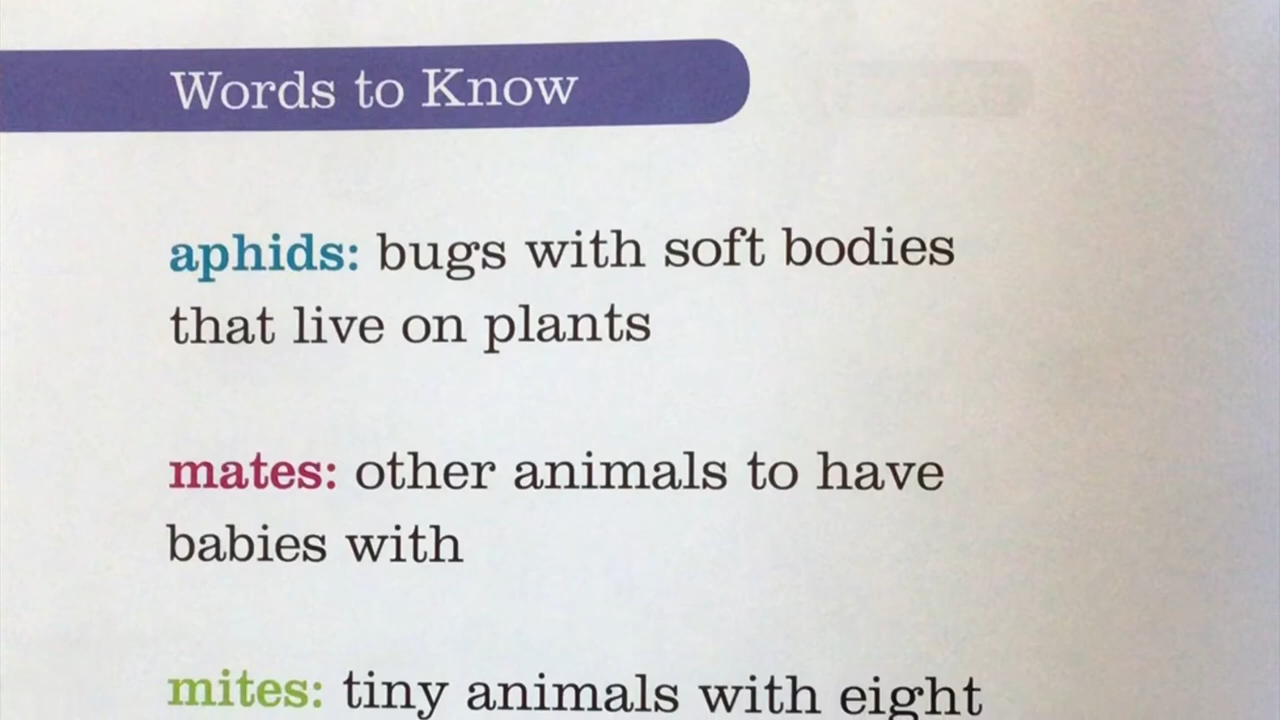 Words to Know
aphids: bugs with soft bodies
that live on plants
mates: other animals to have
babies with
mites: tiny animals with eight